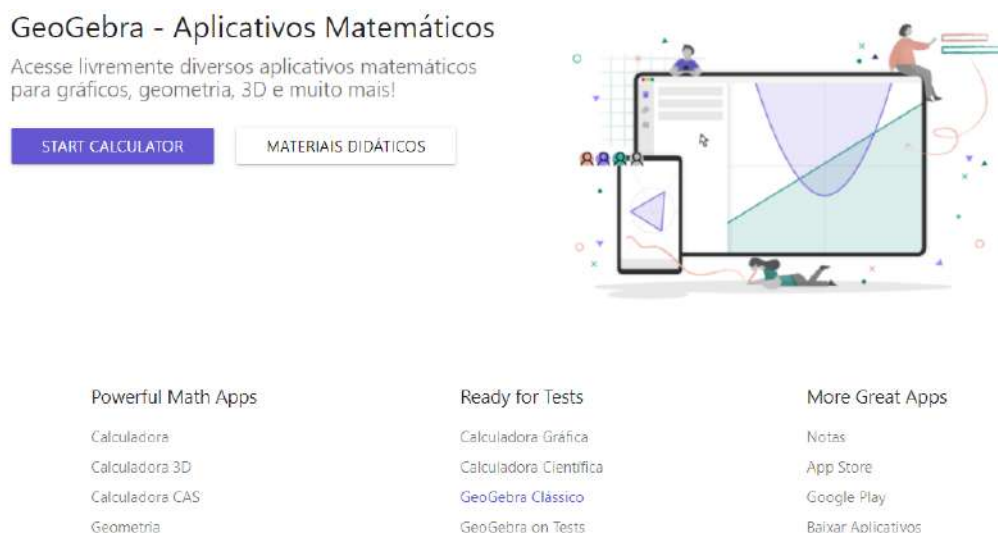 GeoGebra - Aplicativos Matemáticos
Acesse livremente diversos aplicativos matemáticos
para gráficos, geometria, 3D e muito mais!
START CALCULATOR
MATERIAIS DIDÁTICOS
Powerful Math Apps
Calculadora
Calculadora 3D
Calculadora CAS
Geometria
Ready for Tests
Calculadora Gráfica
Calculadora Científica
GeoGebra Clássico
GeoGebra on Tests
More Great Apps
Notas
App Store
Google Play
Baixar Aplicativos